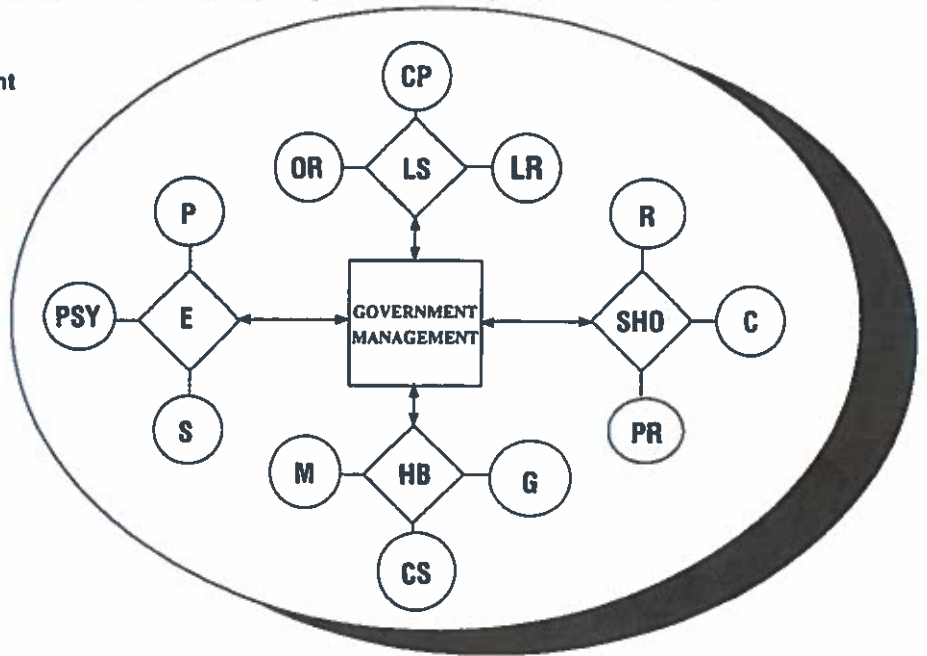 nt
CP
OR
LS
LR
P
R
PSY
E
GOVERNMENT
MANAGEMENT
SHO
C
S
PR
M
HB
G
CS